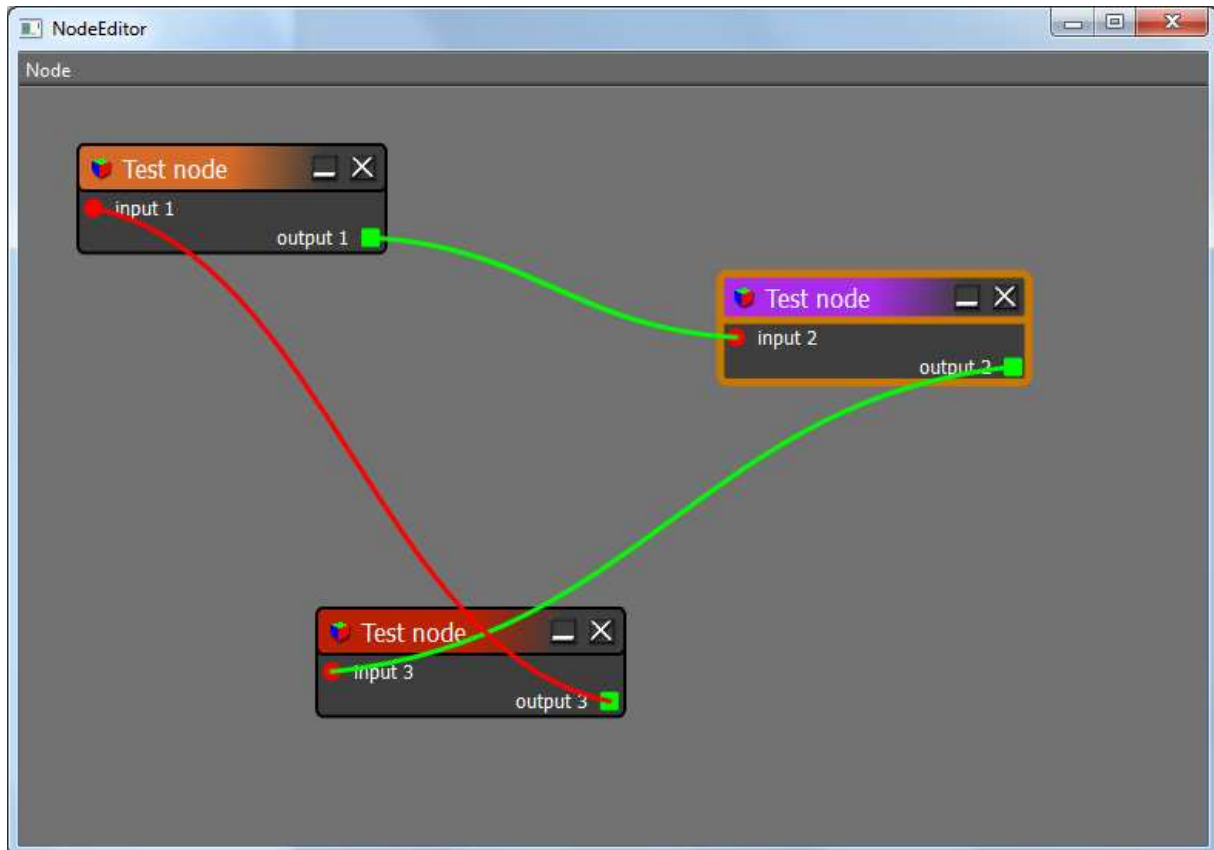 NodeEditor
Node
Test node
input 1
output 1
Test node
input 2
output 2
Test node
input 3
output 3